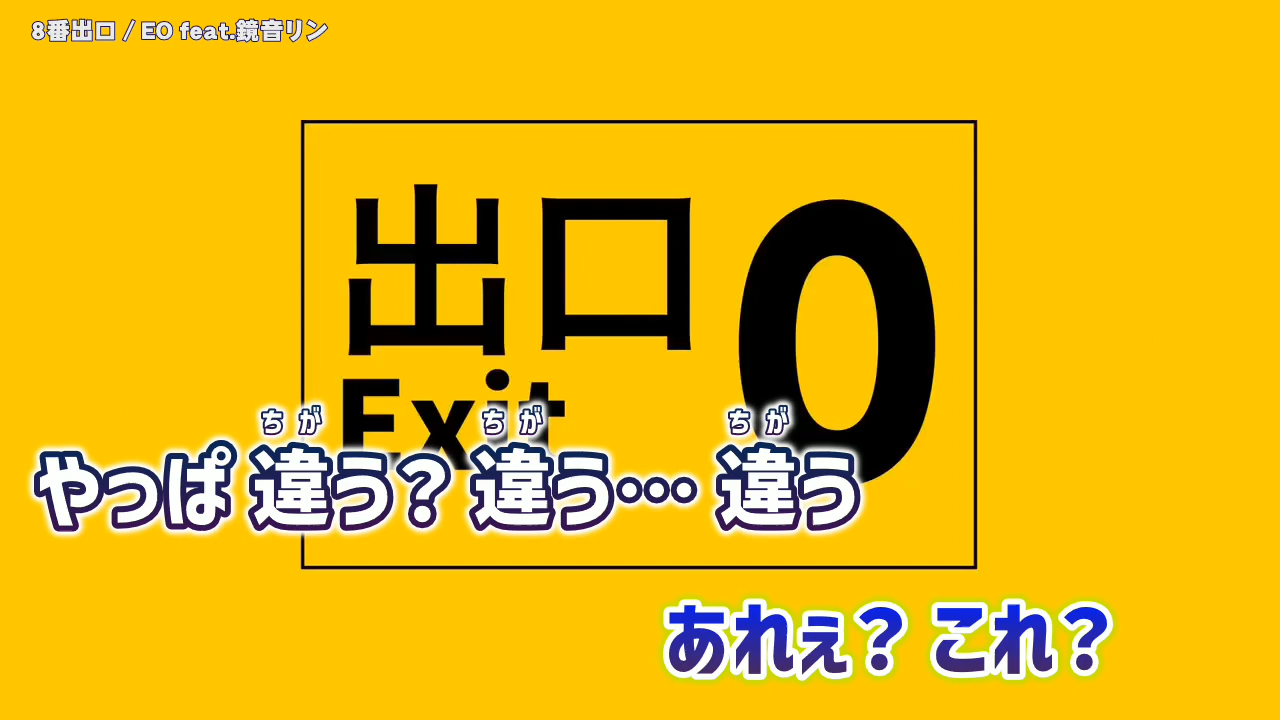 8番出口 / EO feat.鏡音リン
出口 0
Exit
ちが ちが ちが
やっぱ 違う? 違う… 違う
あれぇ? これ?